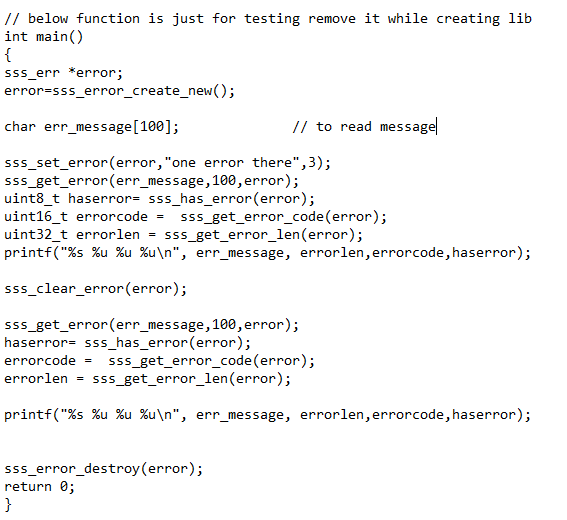 // below function is just for testing remove it while creating lib
int main()
{
sss_err *error;
error=sss_error_create_new();
char err_message[100];              // to read message
sss_set_error(error,"one error there",3);
sss_get_error(err_message,100,error);
uint8_t haserror= sss_has_error(error);
uint16_t errorcode =  sss_get_error_code(error);
uint32_t errorlen = sss_get_error_len(error);
printf("%s %u %u %u\n", err_message, errorlen,errorcode,haserror);
sss_clear_error(error);
sss_get_error(err_message,100,error);
haserror= sss_has_error(error);
errorcode =  sss_get_error_code(error);
errorlen = sss_get_error_len(error);
printf("%s %u %u %u\n", err_message, errorlen,errorcode,haserror);
sss_error_destroy(error);
return 0;
}